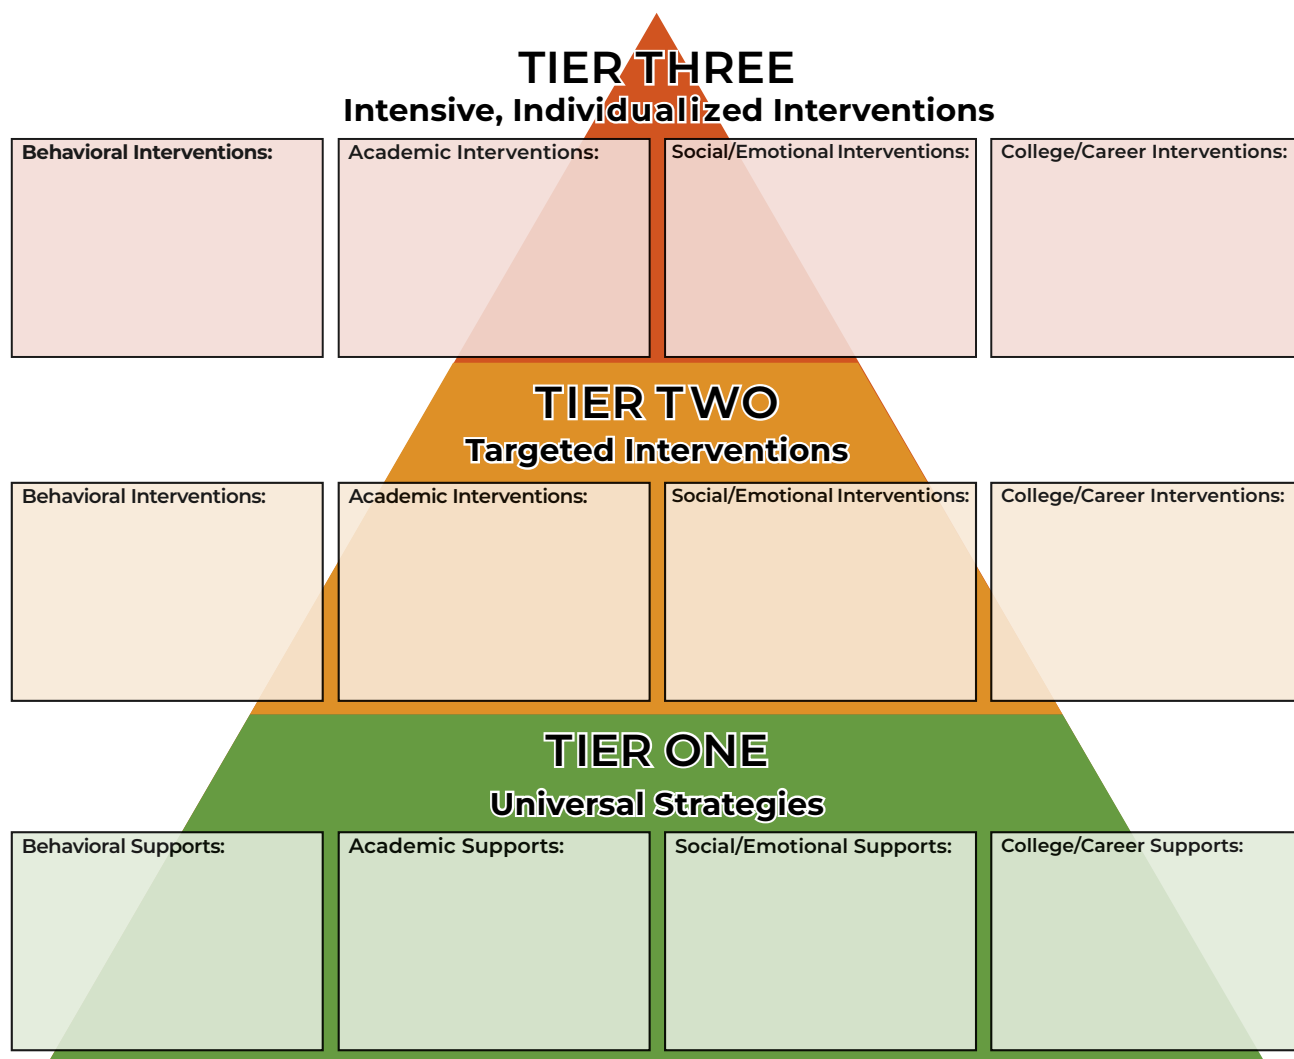 TIER THREE
Intensive, Individualized Interventions
Behavioral Interventions:
Academic Interventions:
Social/Emotional Interventions:
College/Career Interventions:
TIER TWO
Targeted Interventions
Behavioral Interventions:
Academic Interventions:
Social/Emotional Interventions:
College/Career Interventions:
TIER ONE
Universal Strategies
Behavioral Supports:
Academic Supports:
Social/Emotional Supports:
College/Career Supports: